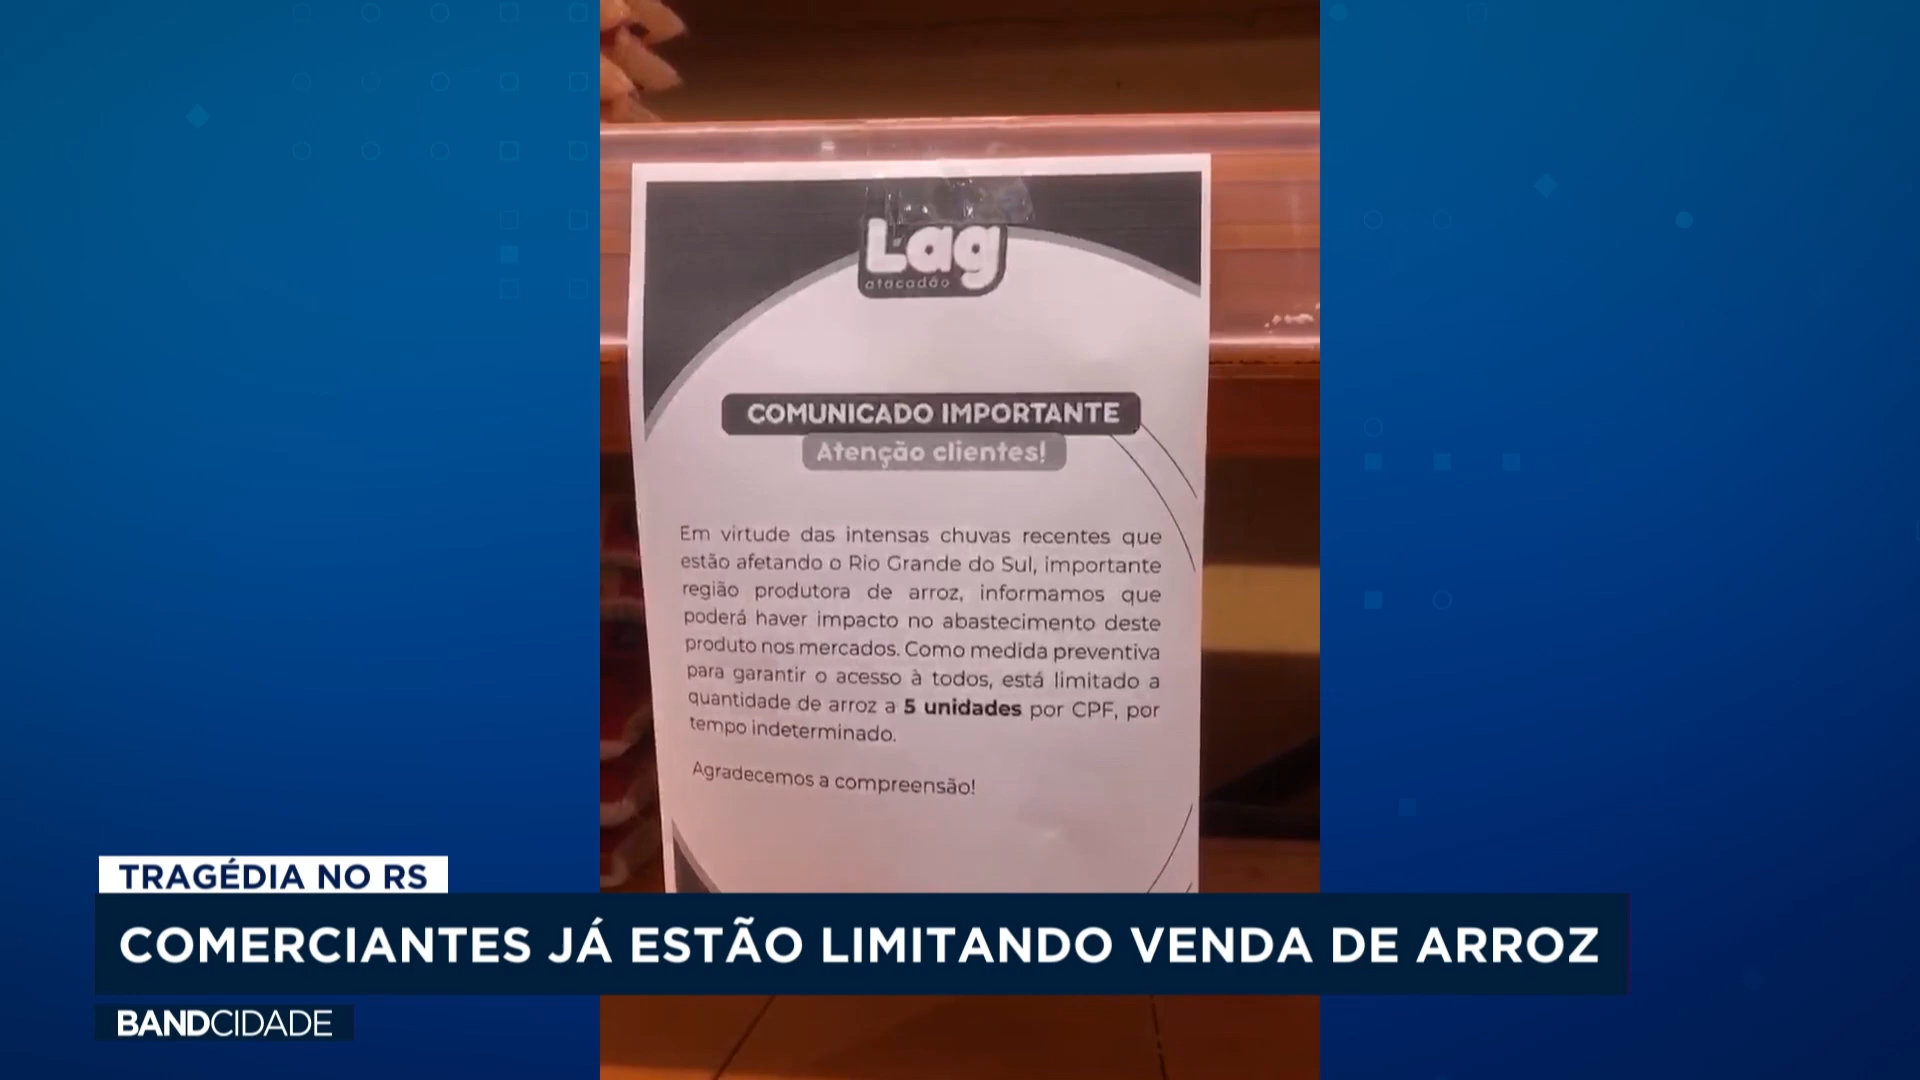 Lag
atacadão
COMUNICADO IMPORTANTE
Atenção clientes!
Em virtude das intensas chuvas recentes que
estão afetando o Rio Grande do Sul, importante
região produtora de arroz, informamos que
poderá haver impacto no abastecimento deste
produto nos mercados. Como medida preventiva
para garantir o acesso à todos, está limitado a
quantidade de arroz a 5 unidades por CPF, por
tempo indeterminado.
Agradecemos a compreensão!
TRAGÉDIA NO RS
COMERCIANTES JÁ ESTÃO LIMITANDO VENDA DE ARROZ
BANDCIDADE